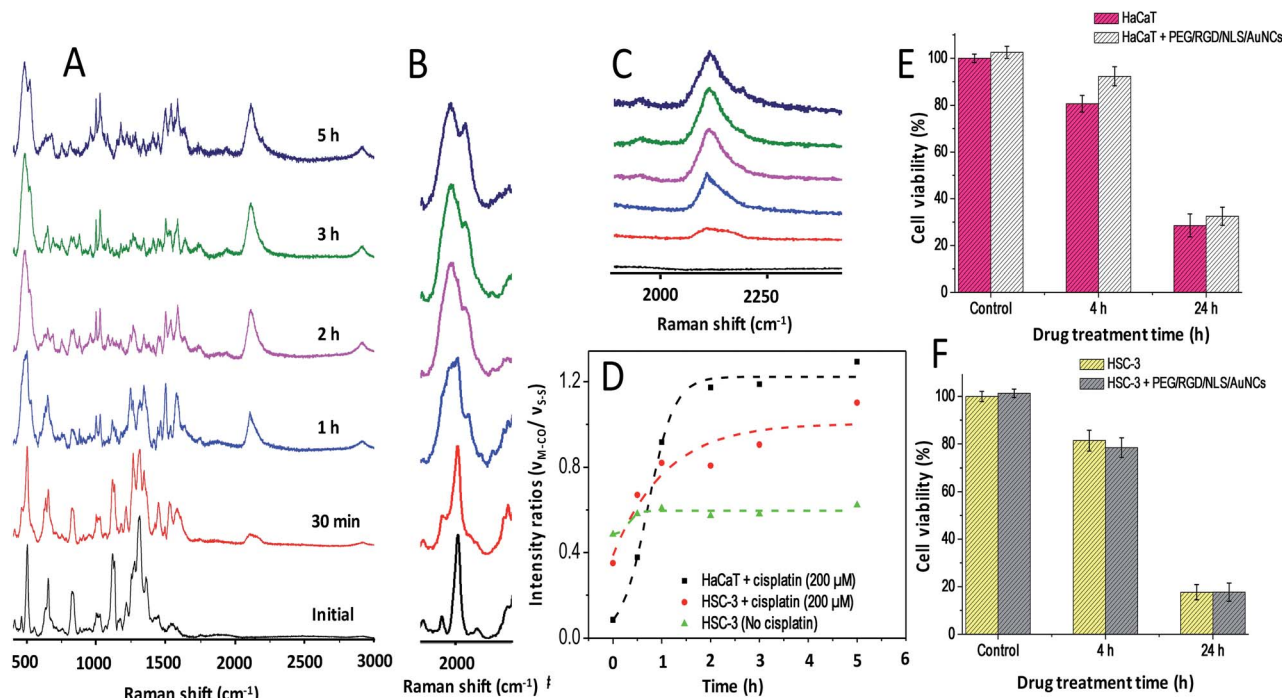 A
5 h
3 h
2 h
1 h
30 min
Initial
500 1000 1500 2000 2500 3000
Raman shift (cm-1)
B
2000
Raman shift (cm-1)
C
2000 2250
Raman shift (cm-1)
D
Intensity ratios (νM-CO/ νS-S)
1.2
0.8
0.4
0.0
HaCaT + cisplatin (200 µM)
HSC-3 + cisplatin (200 µM)
HSC-3 (No cisplatin)
0 1 2 3 4 5 6
Time (h)
HaCaT
HaCaT + PEG/RGD/NLS/AuNCs
E
Cell viability (%)
100
80
60
40
20
0
Control 4 h 24 h
Drug treatment time (h)
HSC-3
HSC-3 + PEG/RGD/NLS/AuNCs
F
Cell viability (%)
100
80
60
40
20
0
Control 4 h 24 h
Drug treatment time (h)